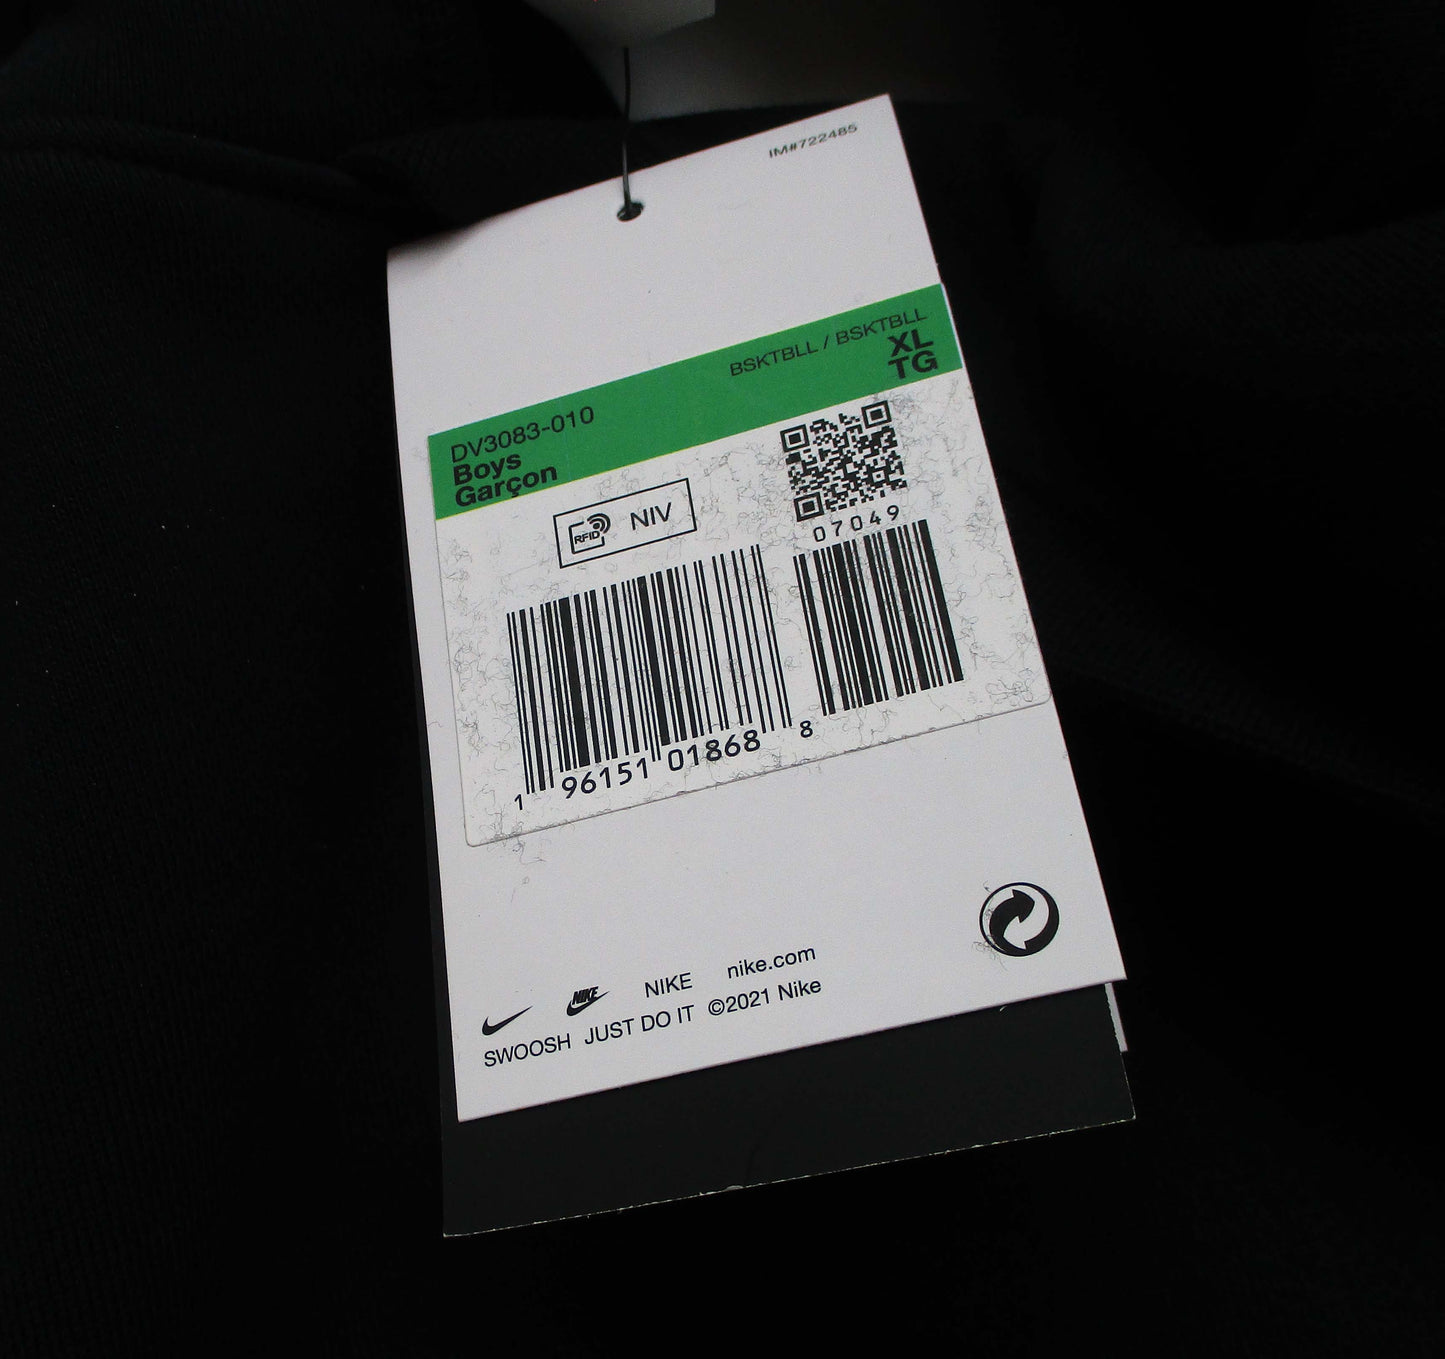 IM#722485
BSKTBLL / BSKTBLL
XL
TG
DV3083-010
Boys
Garçon
RFID NIV
07049
1 96151 01868 8
NIKE NIKE nike.com
SWOOSH JUST DO IT ©2021 Nike